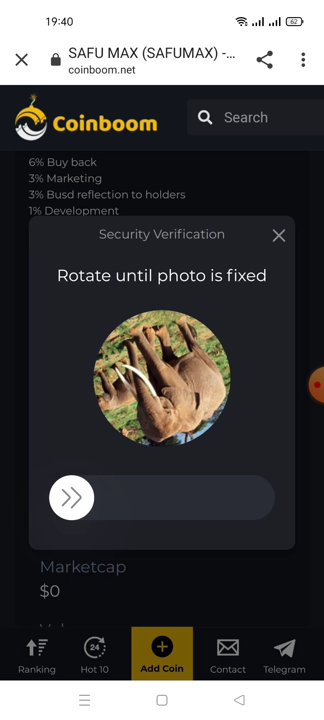 19:40
62
SAFU MAX (SAFUMAX) -...
coinboom.net
Coinboom
Search
6% Buy back
3% Marketing
3% Busd reflection to holders
1% Development
Security Verification
Rotate until photo is fixed
Marketcap
$0
24
Ranking
Hot 10
Add Coin
Contact
Telegram